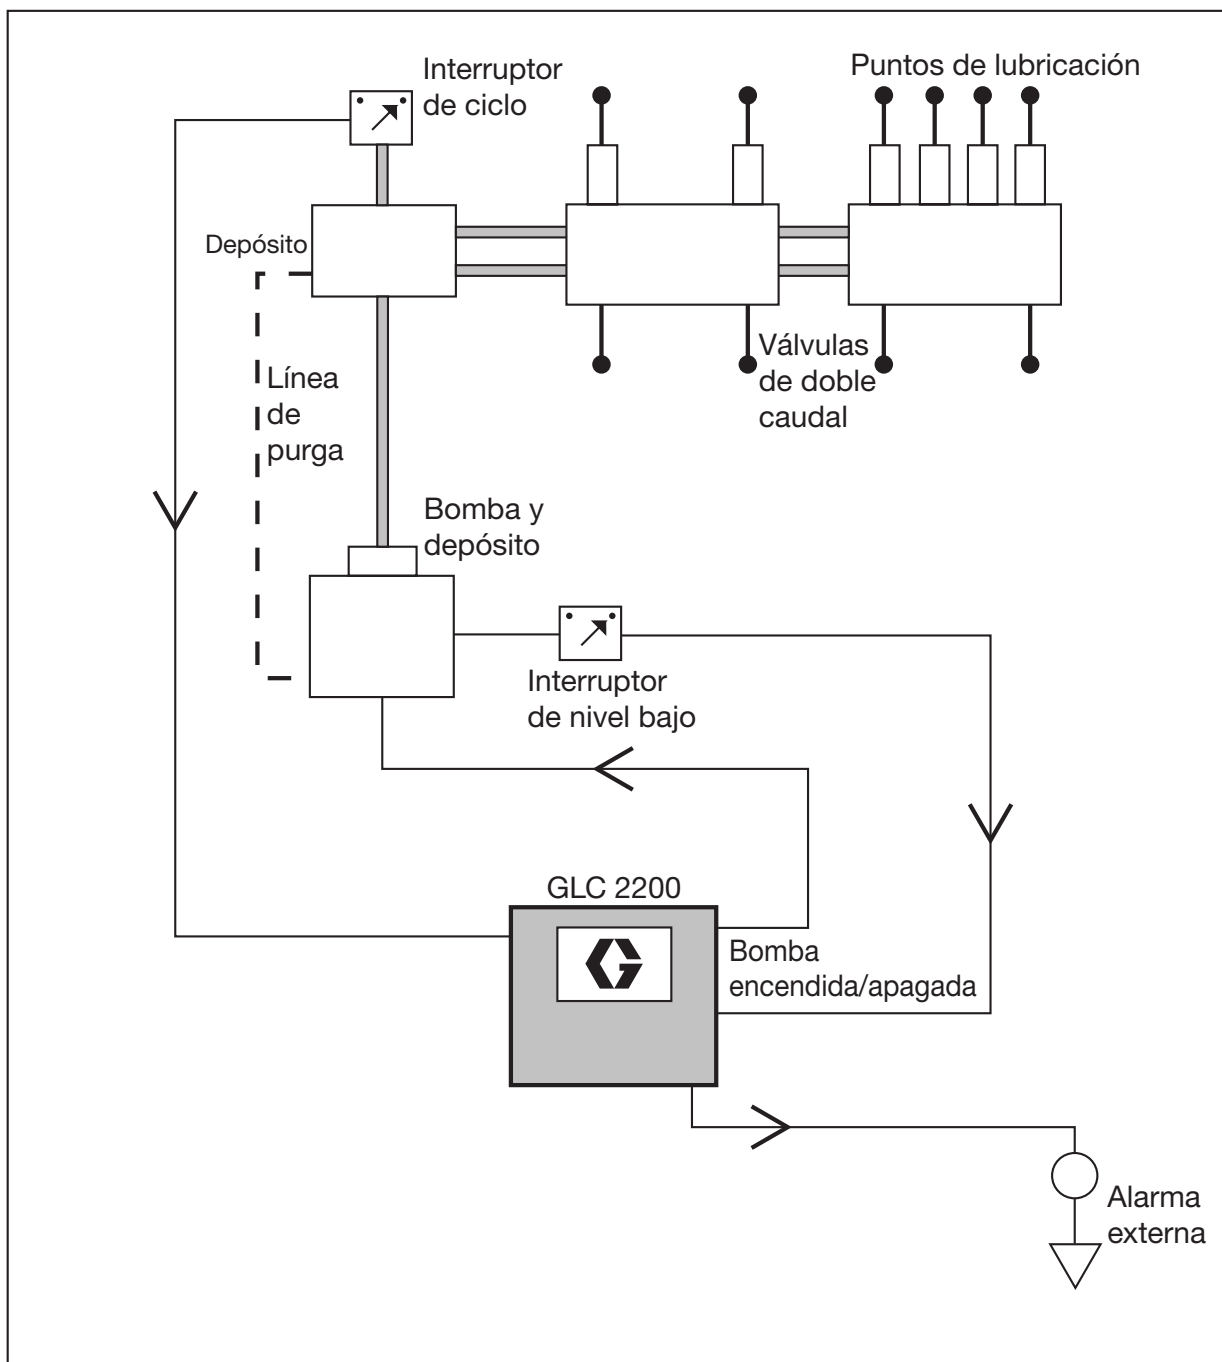 Interruptor
de ciclo
Puntos de lubricación
Depósito
Válvulas
de doble
caudal
Línea
de
purga
Bomba y
depósito
Interruptor
de nivel bajo
GLC 2200
Bomba
encendida/apagada
Alarma
externa